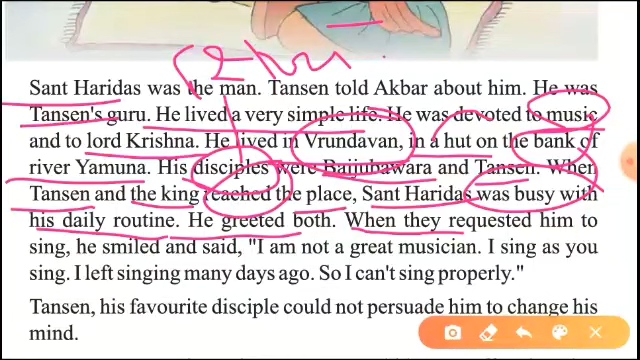 Sant Haridas was the man. Tansen told Akbar about him. He was
Tansen's guru. He lived a very simple life. He was devoted to music
and to lord Krishna. He lived in Vrundavan, in a hut on the bank of
river Yamuna. His disciples were Baijubawara and Tansen. When
Tansen and the king reached the place, Sant Haridas was busy with
his daily routine. He greeted both. When they requested him to
sing, he smiled and said, "I am not a great musician. I sing as you
sing. I left singing many days ago. So I can't sing properly."
Tansen, his favourite disciple could not persuade him to change his
mind.